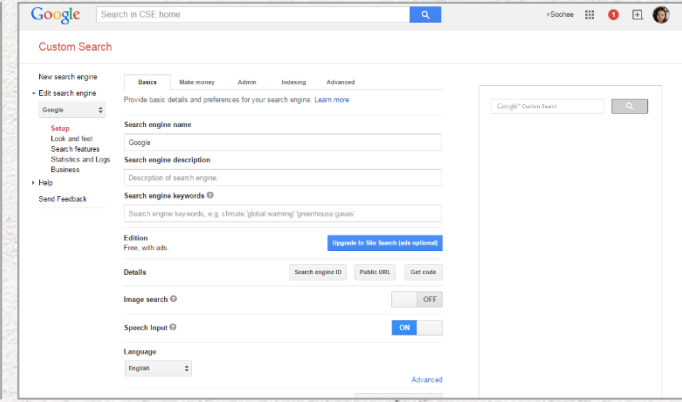 Google
Search in CSE home
+Sochee
1
Custom Search
New search engine
Edit search engine
Google
Setup
Look and feel
Search features
Statistics and Logs
Business
Help
Send Feedback
Basics Make money Admin Indexing Advanced
Provide basic details and preferences for your search engine. Learn more
Search engine name
Google
Search engine description
Description of search engine.
Search engine keywords
Search engine keywords, e.g. climate 'global warming' 'greenhouse gases'
Edition
Free, with ads.
Upgrade to Site Search (ads optional)
Details
Search engine ID Public URL Get code
Image search
OFF
Speech Input
ON
Language
English
Advanced
Google™ Custom Search